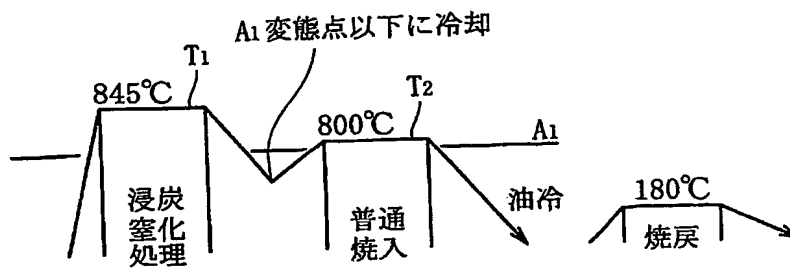 A1変態点以下に冷却
T1
845℃
T2
800℃
A1
浸炭
窒化
処理
普通
焼入
油冷
180℃
焼戻